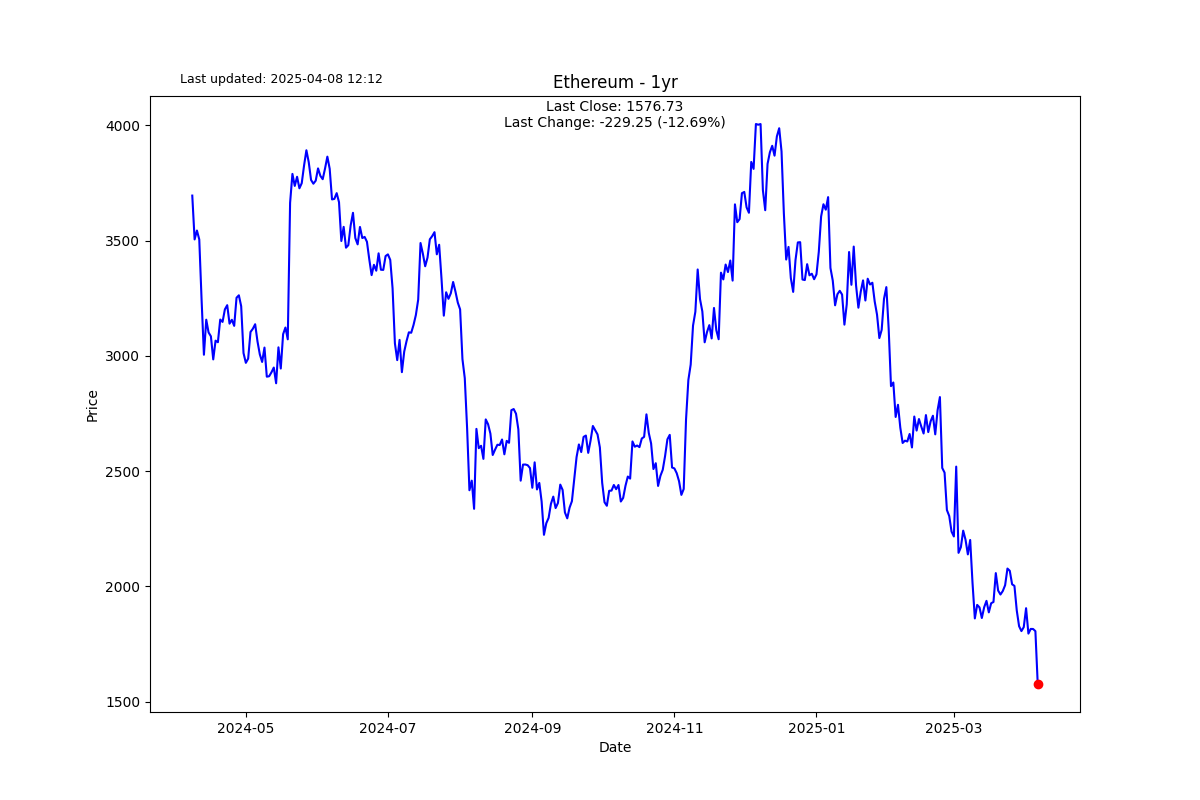 Last updated: 2025-04-08 12:12
Ethereum - 1yr
Last Close: 1576.73
Last Change: -229.25 (-12.69%)
4000
3500
3000
2500
2000
1500
Price
2024-05
2024-07
2024-09
2024-11
2025-01
2025-03
Date